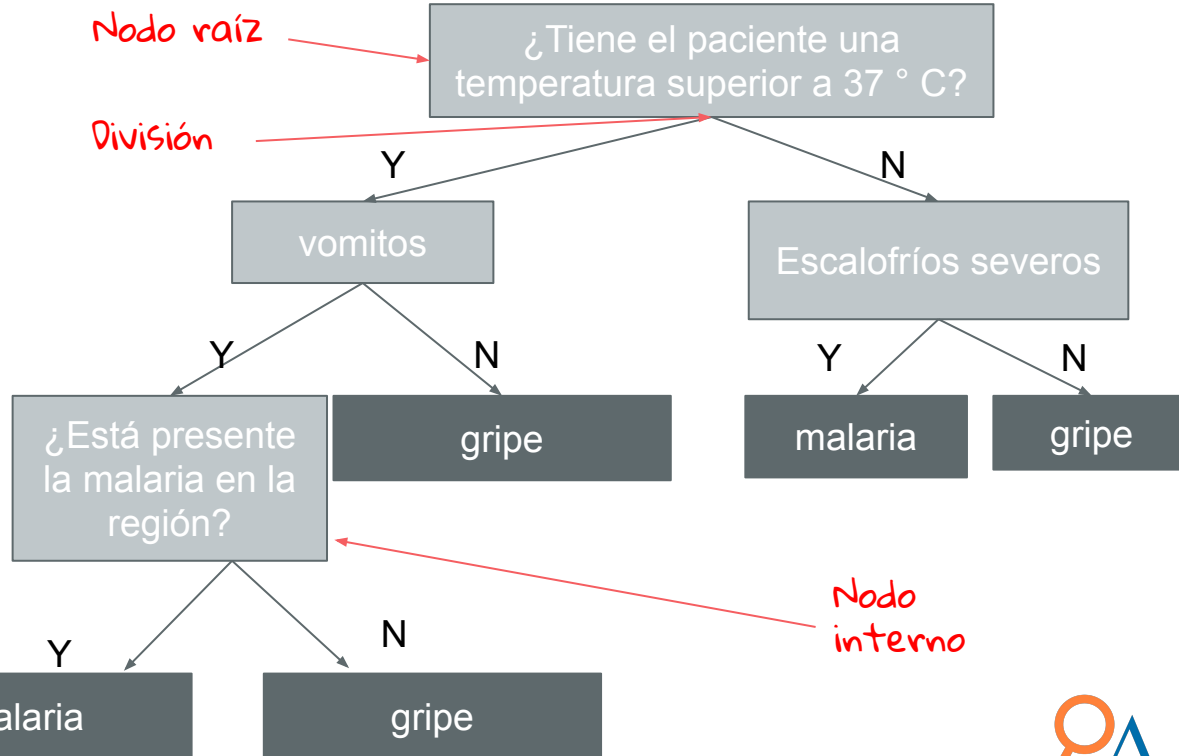 Nodo raíz
¿Tiene el paciente una
temperatura superior a 37 ° C?
División
Y
N
vomitos
Escalofríos severos
Y
N
Y
N
¿Está presente
la malaria en la
región?
gripe
malaria
gripe
Nodo
interno
Y
N
alaria
gripe